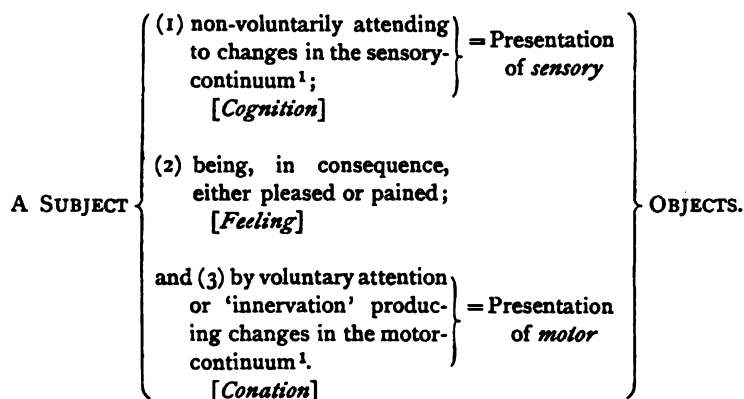 (1) non-voluntarily attending
to changes in the sensory-
continuum¹;
[Cognition]
= Presentation
of sensory
(2) being, in consequence,
either pleased or pained;
[Feeling]
A SUBJECT
OBJECTS.
and (3) by voluntary attention
or ‘innervation’ produc-
ing changes in the motor-
continuum¹.
[Conation]
= Presentation
of motor